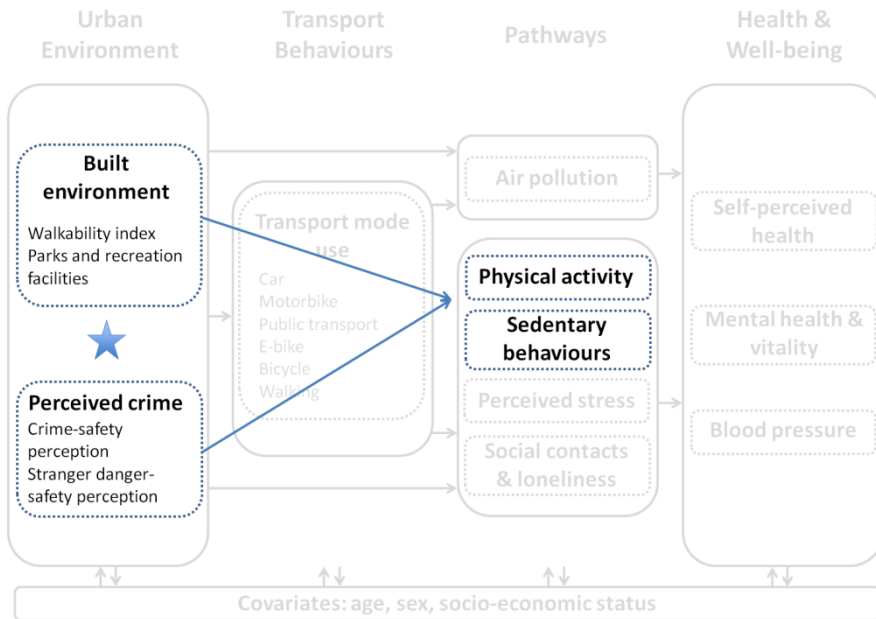 Urban
Environment
Transport
Behaviours
Pathways
Health &
Well-being
Built
environment
Walkability index
Parks and recreation
facilities
Perceived crime
Crime-safety
perception
Stranger danger-
safety perception
Transport mode
use
Car
Motorbike
Public transport
E-bike
Bicycle
Walking
Air pollution
Physical activity
Sedentary
behaviours
Perceived stress
Social contacts
& loneliness
Self-perceived
health
Mental health &
vitality
Blood pressure
Covariates: age, sex, socio-economic status